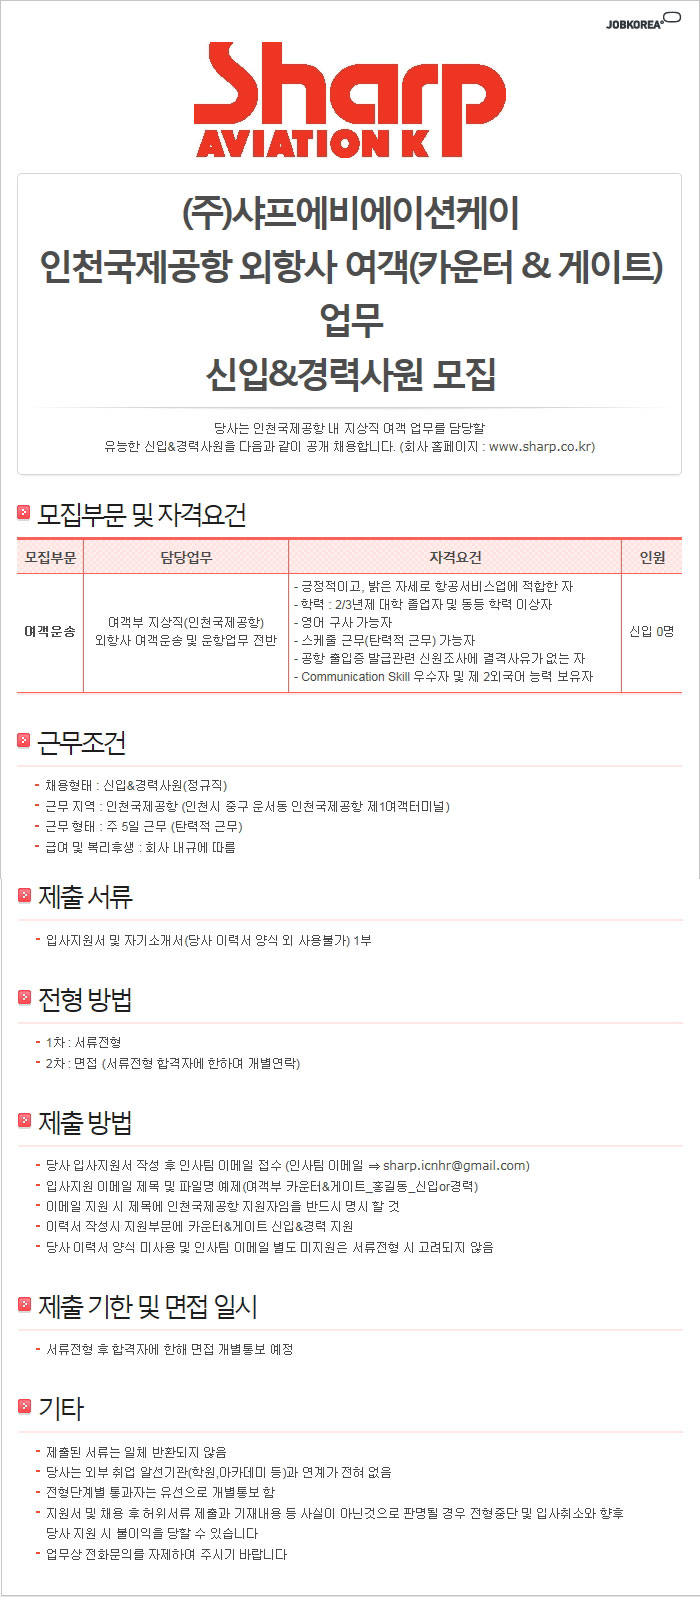 JOBKOREA
Sharp
AVIATION K
(주)샤프에비에이션케이
인천국제공항 외항사 여객(카운터 & 게이트)
업무
신입&경력사원 모집
당사는 인천국제공항 내 지상직 여객 업무를 담당할
유능한 신입&경력사원을 다음과 같이 공개 채용합니다. (회사 홈페이지 : www.sharp.co.kr)
모집부문 및 자격요건
모집부문 담당업무 자격요건 인원
여객운송
여객부 지상직(인천국제공항)
외항사 여객운송 및 운항업무 전반
- 긍정적이고, 밝은 자세로 항공서비스업에 적합한 자
- 학력 : 2/3년제 대학 졸업자 및 동등 학력 이상자
- 영어 구사 가능자
- 스케줄 근무(탄력적 근무) 가능자
- 공항 출입증 발급관련 신원조사에 결격사유가 없는 자
- Communication Skill 우수자 및 제 2외국어 능력 보유자
신입 0명
근무조건
- 채용형태 : 신입&경력사원(정규직)
- 근무 지역 : 인천국제공항 (인천시 중구 운서동 인천국제공항 제1여객터미널)
- 근무 형태 : 주 5일 근무 (탄력적 근무)
- 급여 및 복리후생 : 회사 내규에 따름
제출 서류
- 입사지원서 및 자기소개서(당사 이력서 양식 외 사용불가) 1부
전형 방법
- 1차 : 서류전형
- 2차 : 면접 (서류전형 합격자에 한하여 개별연락)
제출 방법
- 당사 입사지원서 작성 후 인사팀 이메일 접수 (인사팀 이메일 ⇒ sharp.icnhr@gmail.com)
- 입사지원 이메일 제목 및 파일명 예제(여객부 카운터&게이트_홍길동_신입or경력)
- 이메일 지원 시 제목에 인천국제공항 지원자임을 반드시 명시 할 것
- 이력서 작성시 지원부문에 카운터&게이트 신입&경력 지원
- 당사 이력서 양식 미사용 및 인사팀 이메일 별도 미지원은 서류전형 시 고려되지 않음
제출 기한 및 면접 일시
- 서류전형 후 합격자에 한해 면접 개별통보 예정
기타
- 제출된 서류는 일체 반환되지 않음
- 당사는 외부 취업 알선기관(학원,아카데미 등)과 연계가 전혀 없음
- 전형단계별 통과자는 유선으로 개별통보 함
- 지원서 및 채용 후 허위서류 제출과 기재내용 등 사실이 아닌것으로 판명될 경우 전형중단 및 입사취소와 향후
당사 지원 시 불이익을 당할 수 있습니다
- 업무상 전화문의를 자제하여 주시기 바랍니다